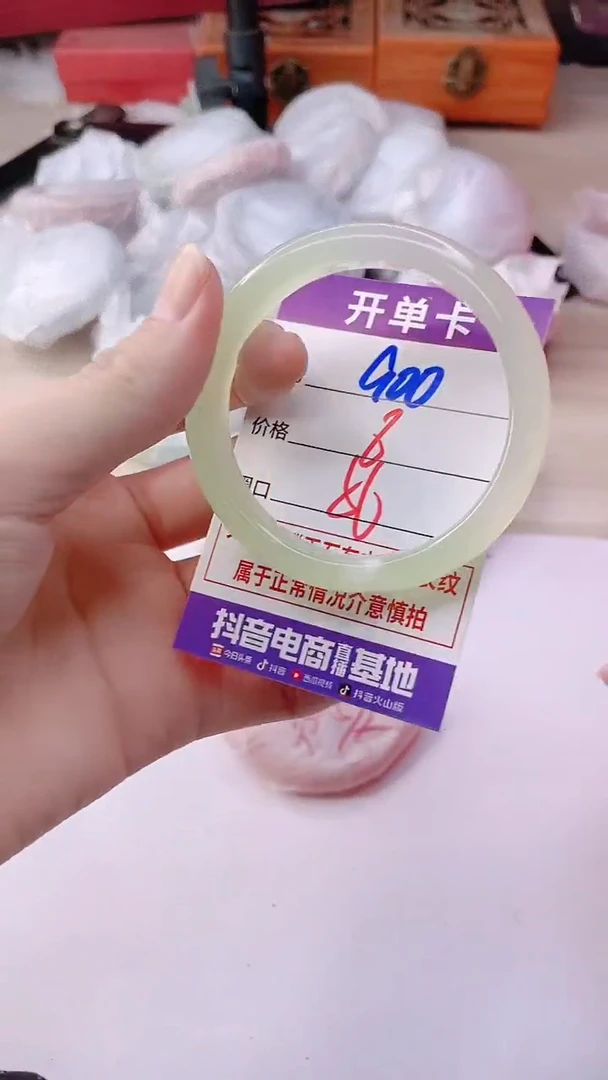 开单卡
900
价格
口
纹
属于正常情况介意慎拍
抖音电商直播基地
今日头条 抖音 西瓜视频 抖音火山版